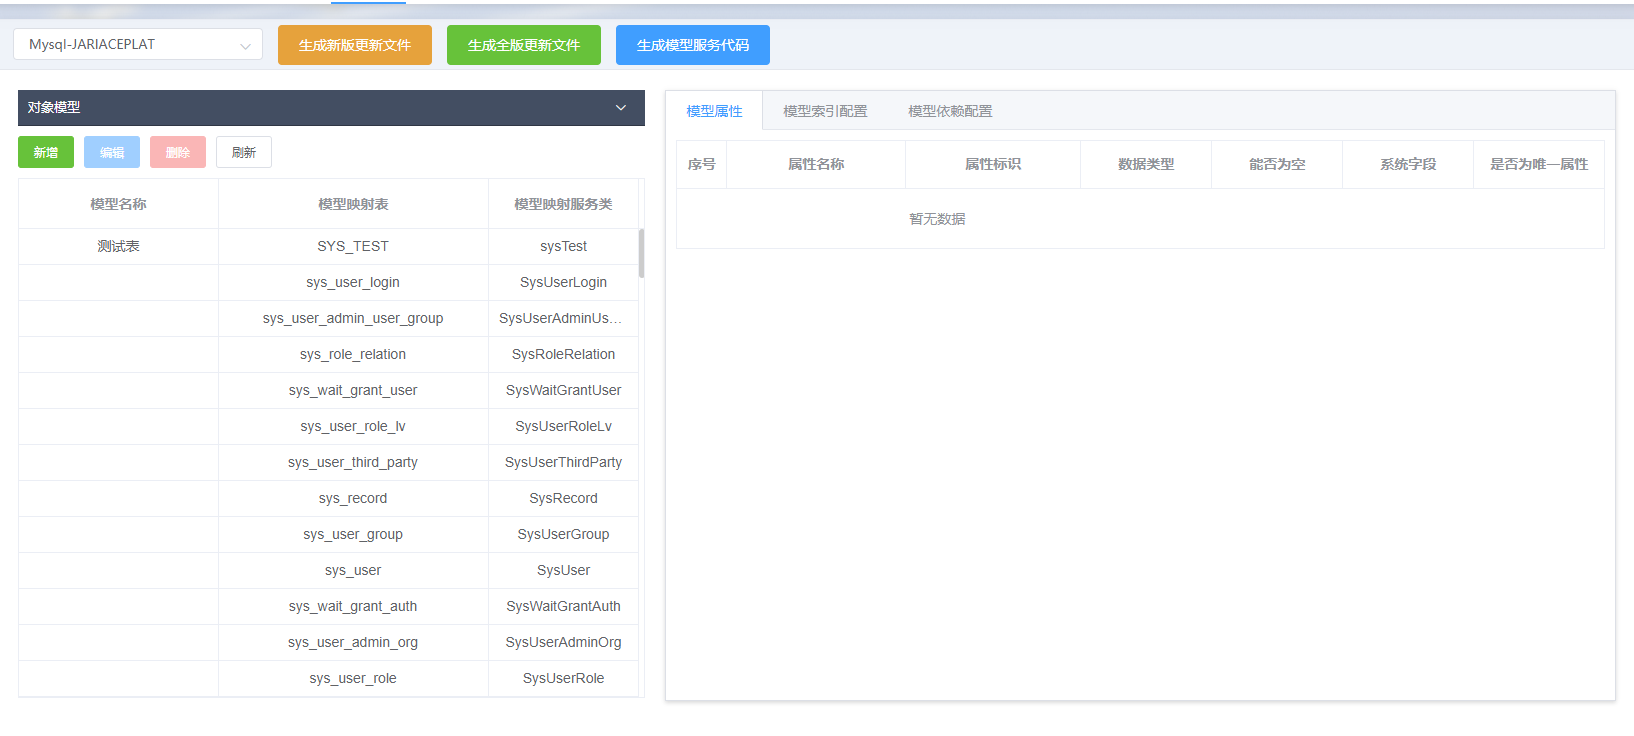 Mysql-JARIACEPLAT 生成新版更新文件 生成全版更新文件 生成模型服务代码
对象模型
新增 编辑 删除 刷新
模型名称 模型映射表 模型映射服务类
测试表 SYS_TEST sysTest
sys_user_login SysUserLogin
sys_user_admin_user_group SysUserAdminUs...
sys_role_relation SysRoleRelation
sys_wait_grant_user SysWaitGrantUser
sys_user_role_lv SysUserRoleLv
sys_user_third_party SysUserThirdParty
sys_record SysRecord
sys_user_group SysUserGroup
sys_user SysUser
sys_wait_grant_auth SysWaitGrantAuth
sys_user_admin_org SysUserAdminOrg
sys_user_role SysUserRole
模型属性 模型索引配置 模型依赖配置
序号 属性名称 属性标识 数据类型 能否为空 系统字段 是否为唯一属性
暂无数据